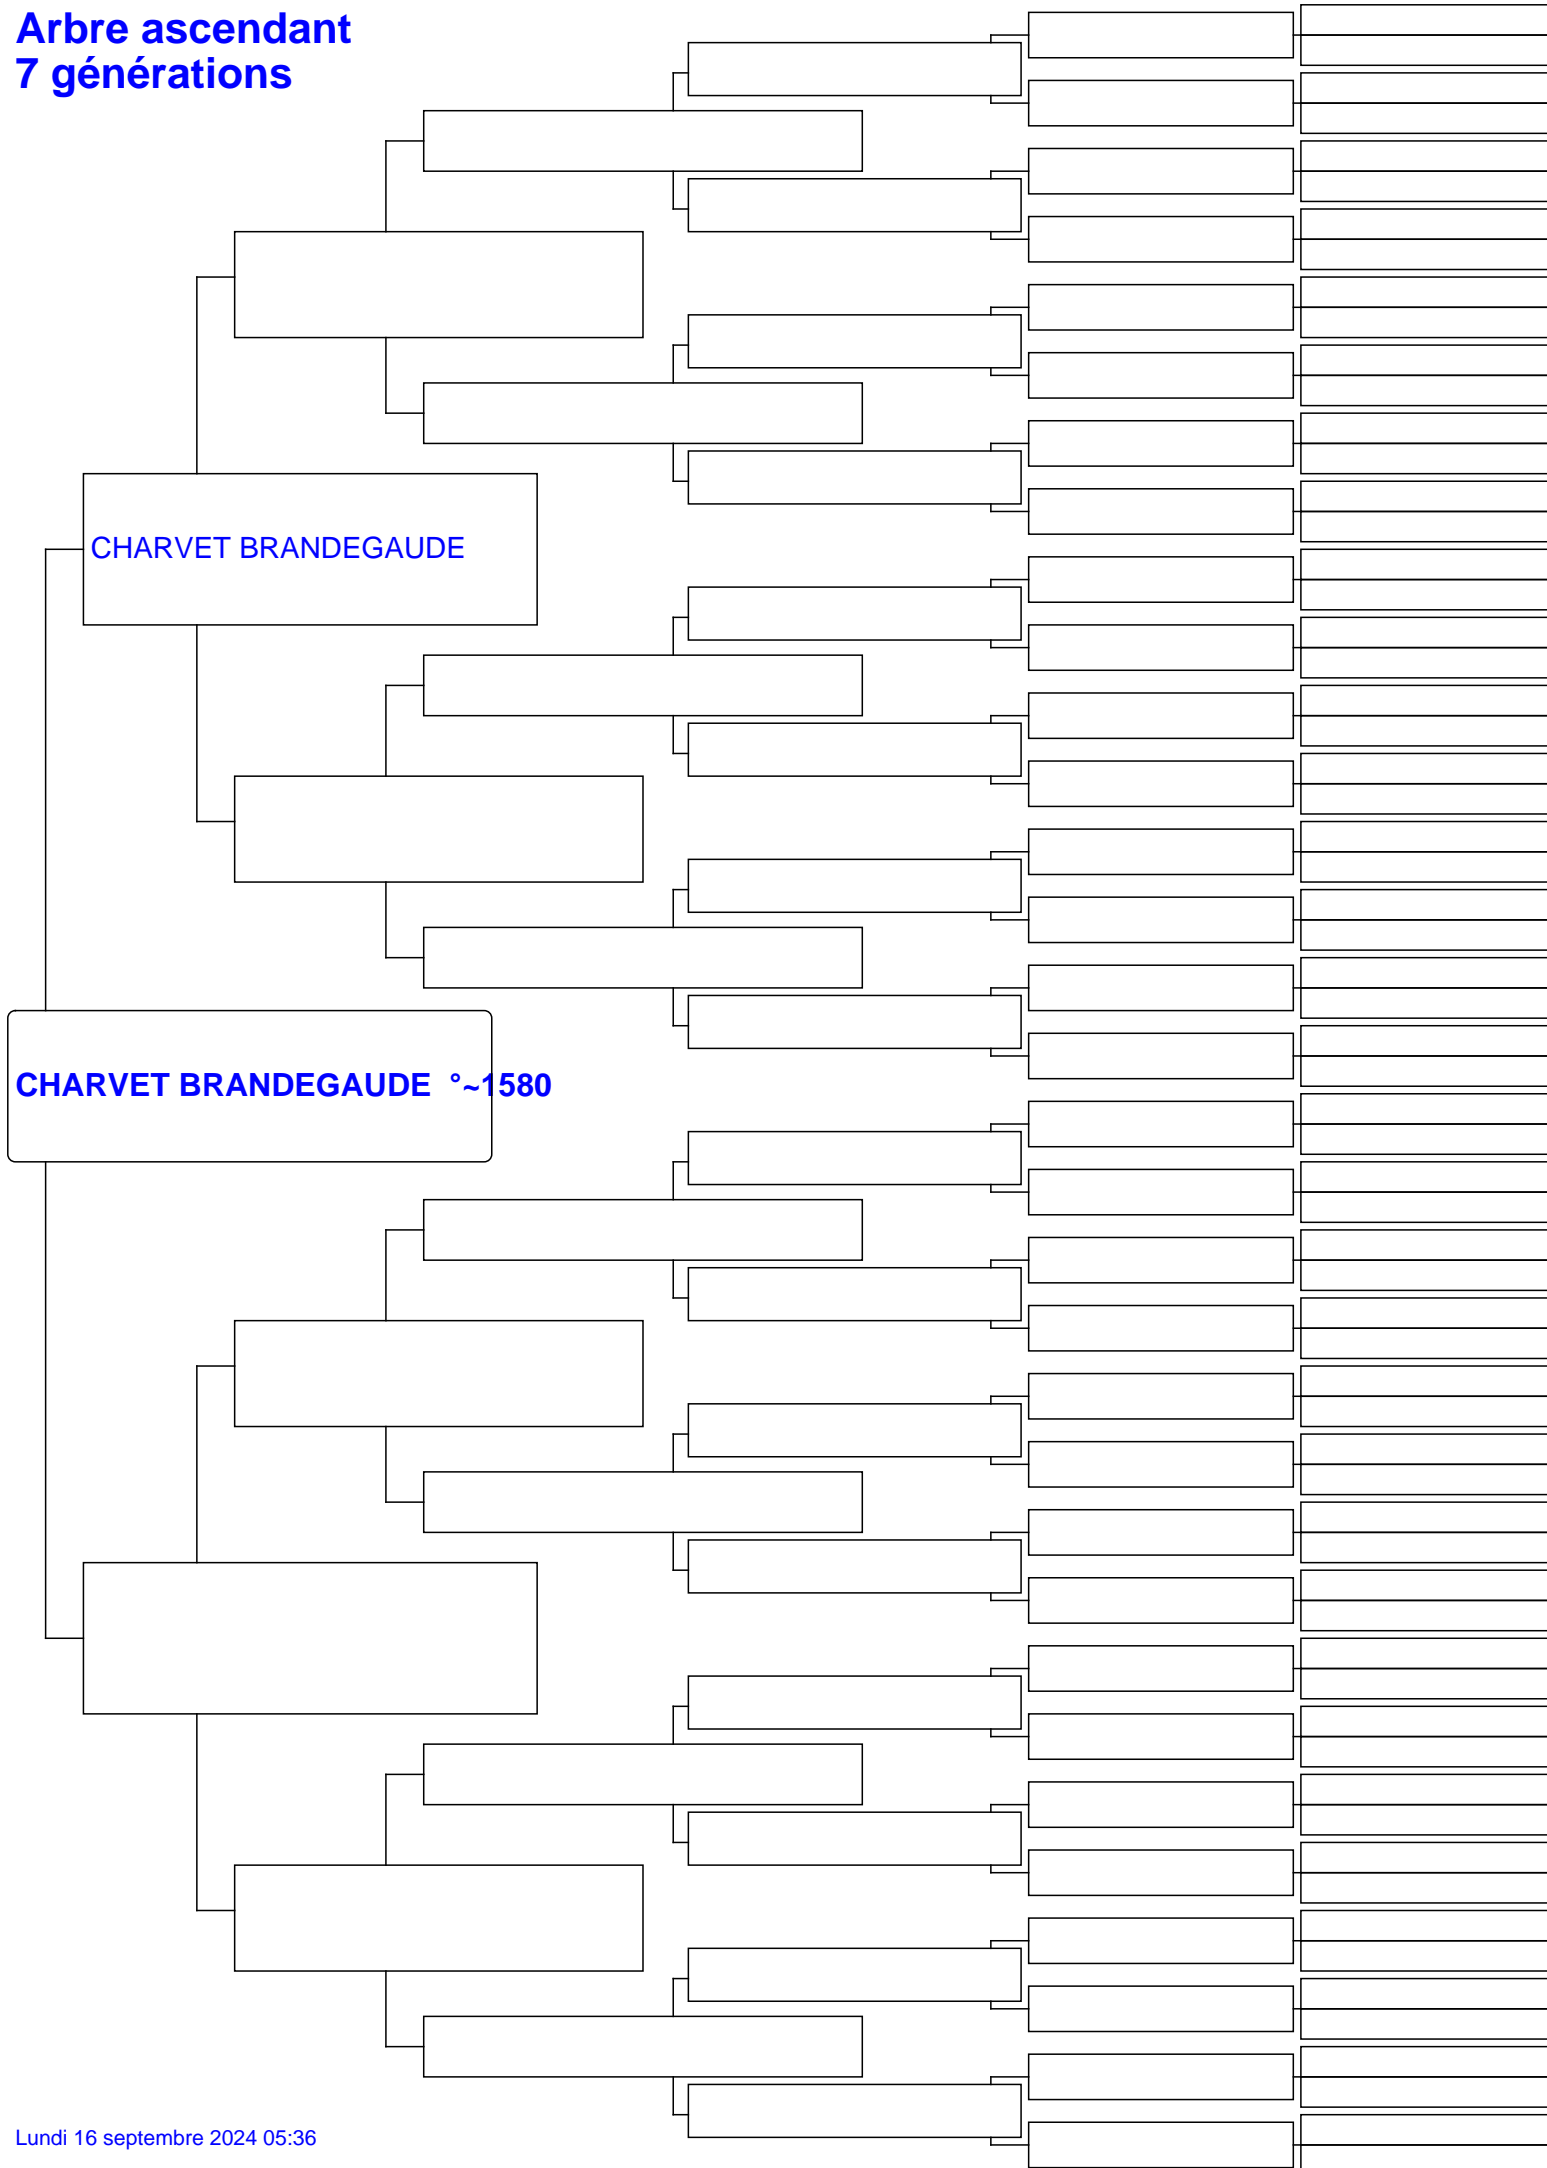 Arbre ascendant
7 générations
CHARVET BRANDEGAUDE
CHARVET BRANDEGAUDE °~1580
Lundi 16 septembre 2024 05:36